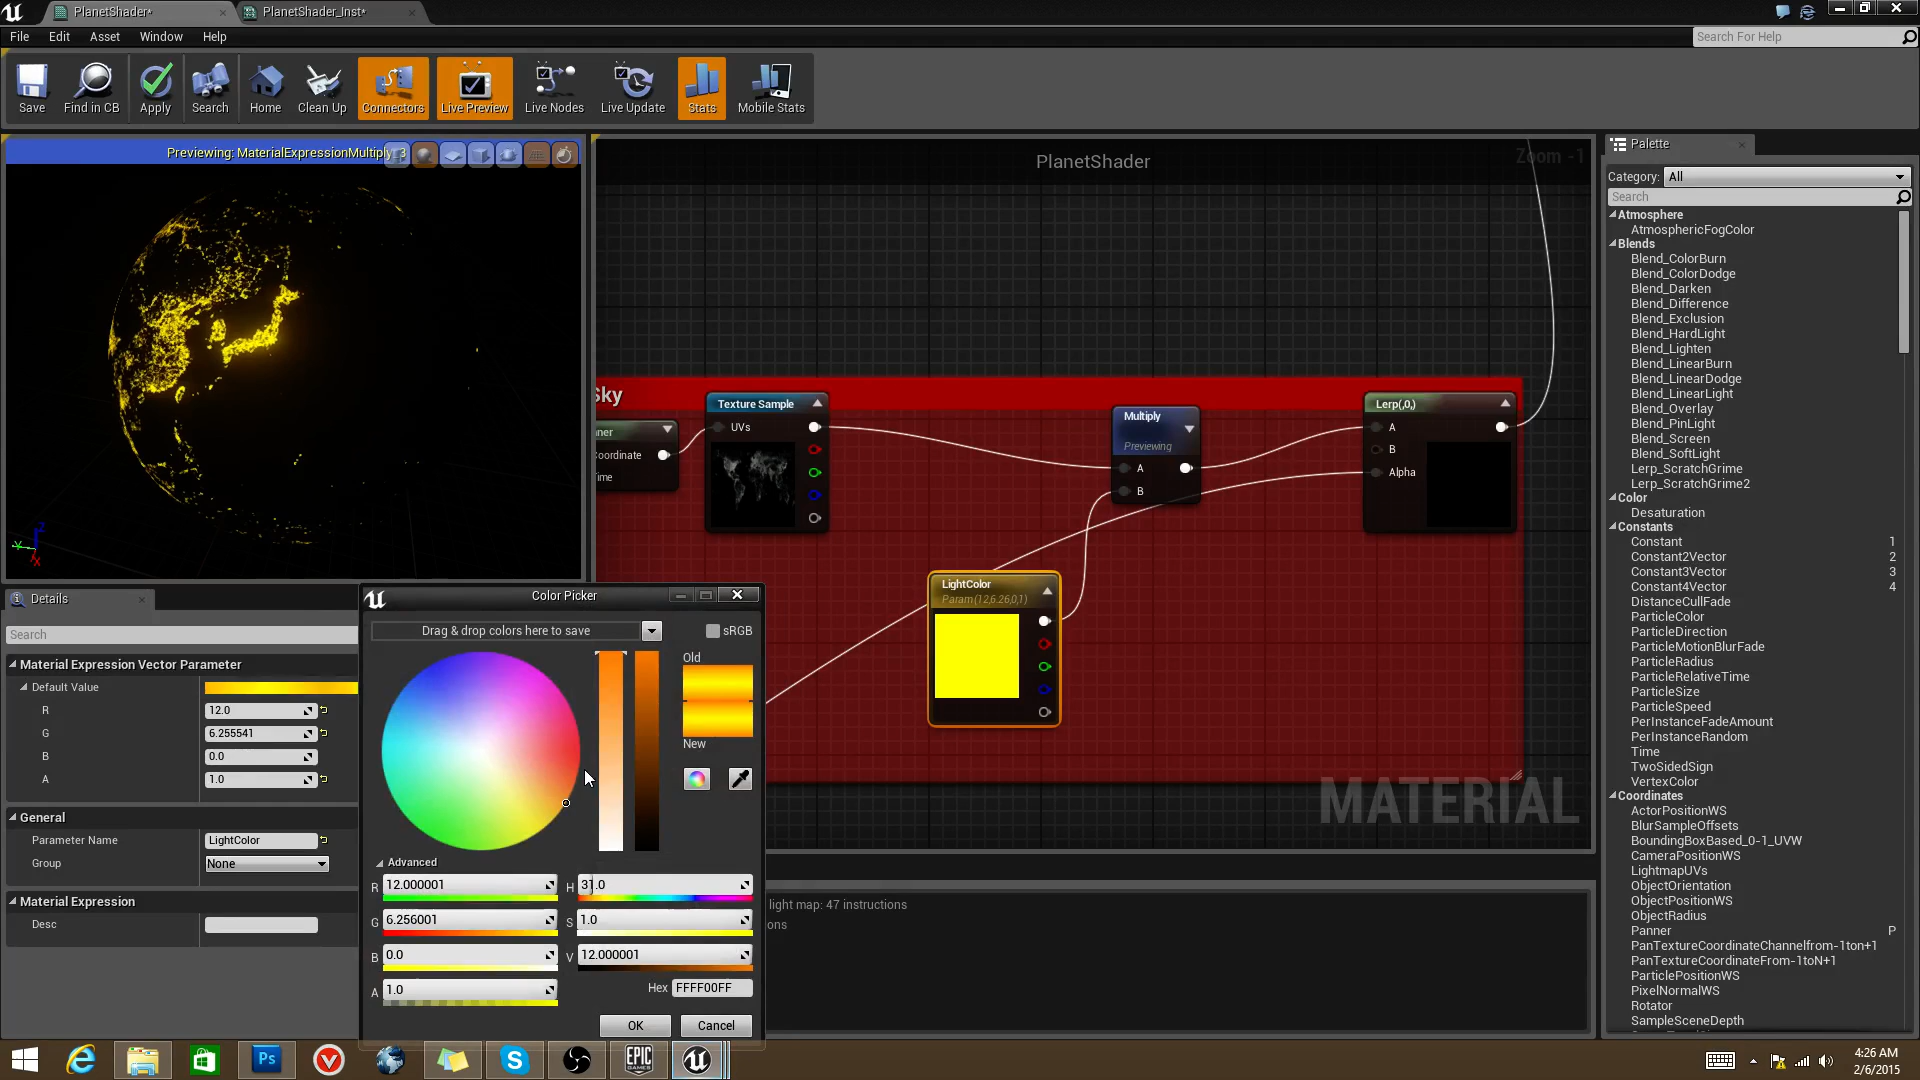 PlanetShader*
PlanetShader_Inst*
File
Edit
Asset
Window
Help
Search For Help
Save
Find in CB
Apply
Search
Home
Clean Up
Connectors
Live Preview
Live Nodes
Live Update
Stats
Mobile Stats
Previewing: MaterialExpressionMultiply_3
PlanetShader
Zoom -1
Palette
Category:
All
Search
Atmosphere
AtmosphericFogColor
Blends
Blend_ColorBurn
Blend_ColorDodge
Blend_Darken
Blend_Difference
Blend_Exclusion
Blend_HardLight
Blend_Lighten
Blend_LinearBurn
Blend_LinearDodge
Blend_LinearLight
Blend_Overlay
Blend_PinLight
Blend_Screen
Blend_SoftLight
Lerp_ScratchGrime
Lerp_ScratchGrime2
Color
Desaturation
Constants
Constant 1
Constant2Vector 2
Constant3Vector 3
Constant4Vector 4
DistanceCullFade
ParticleColor
ParticleDirection
ParticleMotionBlurFade
ParticleRadius
ParticleRelativeTime
ParticleSize
ParticleSpeed
PerInstanceFadeAmount
PerInstanceRandom
Time
TwoSidedSign
VertexColor
Coordinates
ActorPositionWS
BlurSampleOffsets
BoundingBoxBased_0-1_UVW
CameraPositionWS
LightmapUVs
ObjectOrientation
ObjectPositionWS
ObjectRadius
Panner P
PanTextureCoordinateChannelfrom-1ton+1
PanTextureCoordinateFrom-1toN+1
ParticlePositionWS
PixelNormalWS
Rotator
SampleSceneDepth
Sky
nner
Coordinate
Time
Texture Sample
UVs
Multiply
Previewing
A
B
Lerp(,0,)
A
B
Alpha
LightColor
Param(12,6.26,0,1)
MATERIAL
light map: 47 instructions
ons
Z
Y
X
Details
Search
Material Expression Vector Parameter
Default Value
R
12.0
G
6.255541
B
0.0
A
1.0
General
Parameter Name
LightColor
Group
None
Material Expression
Desc
Color Picker
Drag & drop colors here to save
sRGB
Old
New
Advanced
R
12.000001
H
31.0
G
6.256001
S
1.0
B
0.0
V
12.000001
A
1.0
Hex
FFFF00FF
OK
Cancel
Ps
EPIC
GAMES
4:26 AM
2/6/2015